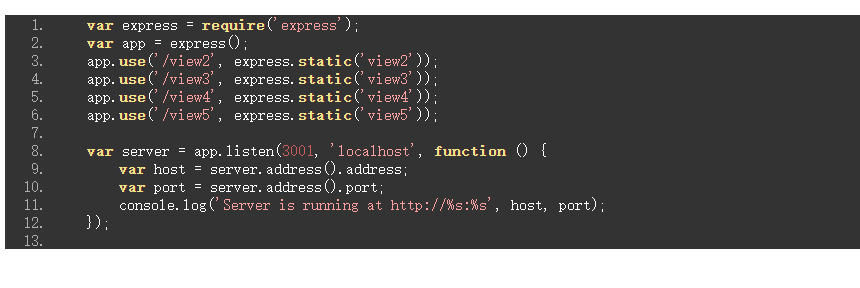 1. var express = require('express');
2. var app = express();
3. app.use('/view2', express.static('view2'));
4. app.use('/view3', express.static('view3'));
5. app.use('/view4', express.static('view4'));
6. app.use('/view5', express.static('view5'));
7.
8. var server = app.listen(3001, 'localhost', function () {
9. var host = server.address().address;
10. var port = server.address().port;
11. console.log('Server is running at http://%s:%s', host, port);
12. });
13.